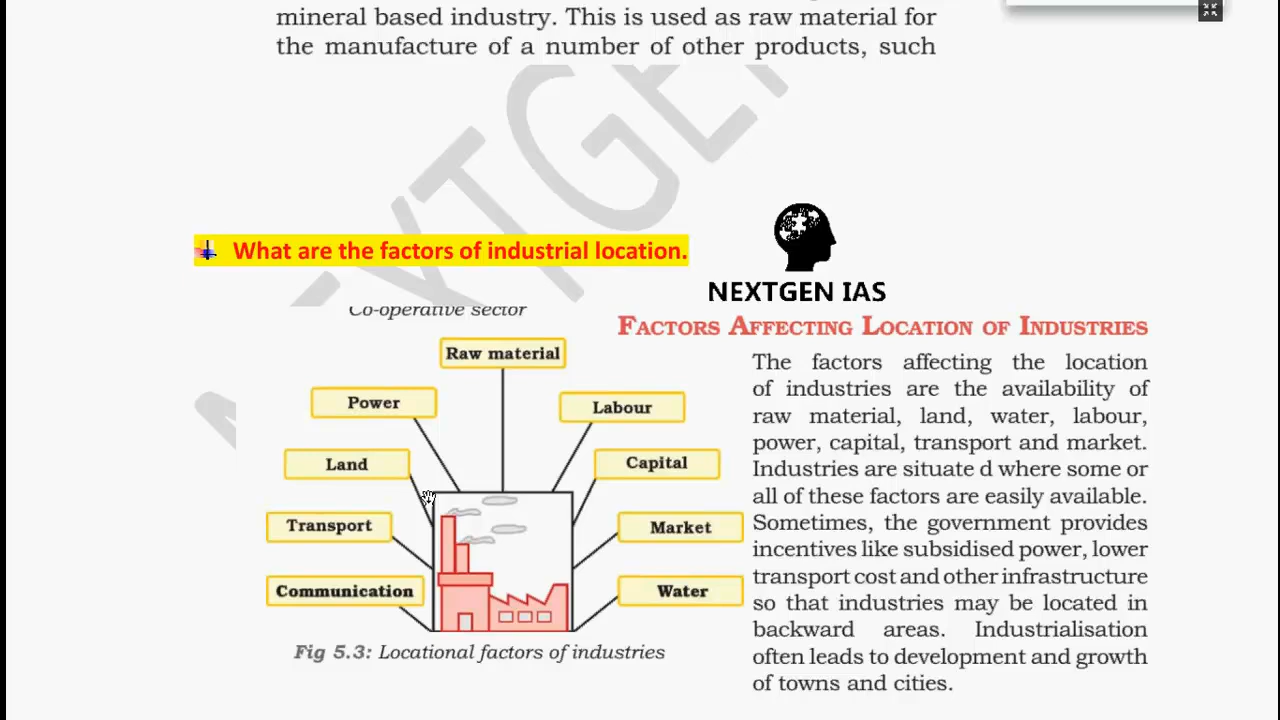 mineral based industry. This is used as raw material for
the manufacture of a number of other products, such
What are the factors of industrial location.
NEXTGEN IAS
Co-operative sector
FACTORS AFFECTING LOCATION OF INDUSTRIES
Raw material
Power
Labour
Land
Capital
Transport
Market
Communication
Water
Fig 5.3: Locational factors of industries
The factors affecting the location
of industries are the availability of
raw material, land, water, labour,
power, capital, transport and market.
Industries are situate d where some or
all of these factors are easily available.
Sometimes, the government provides
incentives like subsidised power, lower
transport cost and other infrastructure
so that industries may be located in
backward areas. Industrialisation
often leads to development and growth
of towns and cities.